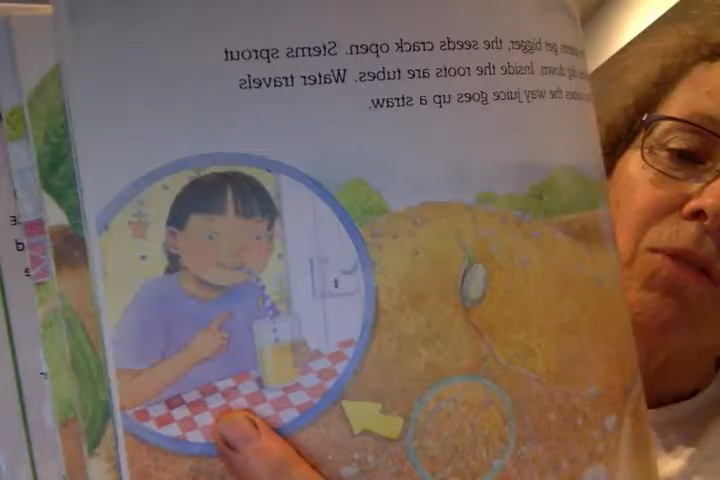 get bigger, the seeds crack open. Stems sprout
down. Inside the roots are tubes. Water travels
the way juice goes up a straw.